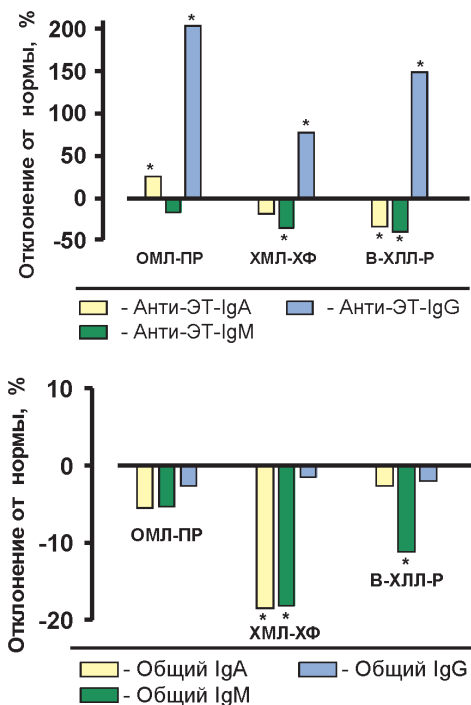 Отклонение от нормы, %
200
150
100
50
0
-50
*
*
*
*
*
*
*
ОМЛ-ПР
ХМЛ-ХФ
В-ХЛЛ-Р
- Анти-ЭТ-IgA
- Анти-ЭТ-IgG
- Анти-ЭТ-IgM
Отклонение от нормы, %
10
0
-10
-20
ОМЛ-ПР
В-ХЛЛ-Р
*
* *
ХМЛ-ХФ
- Общий IgA
- Общий IgG
- Общий IgM